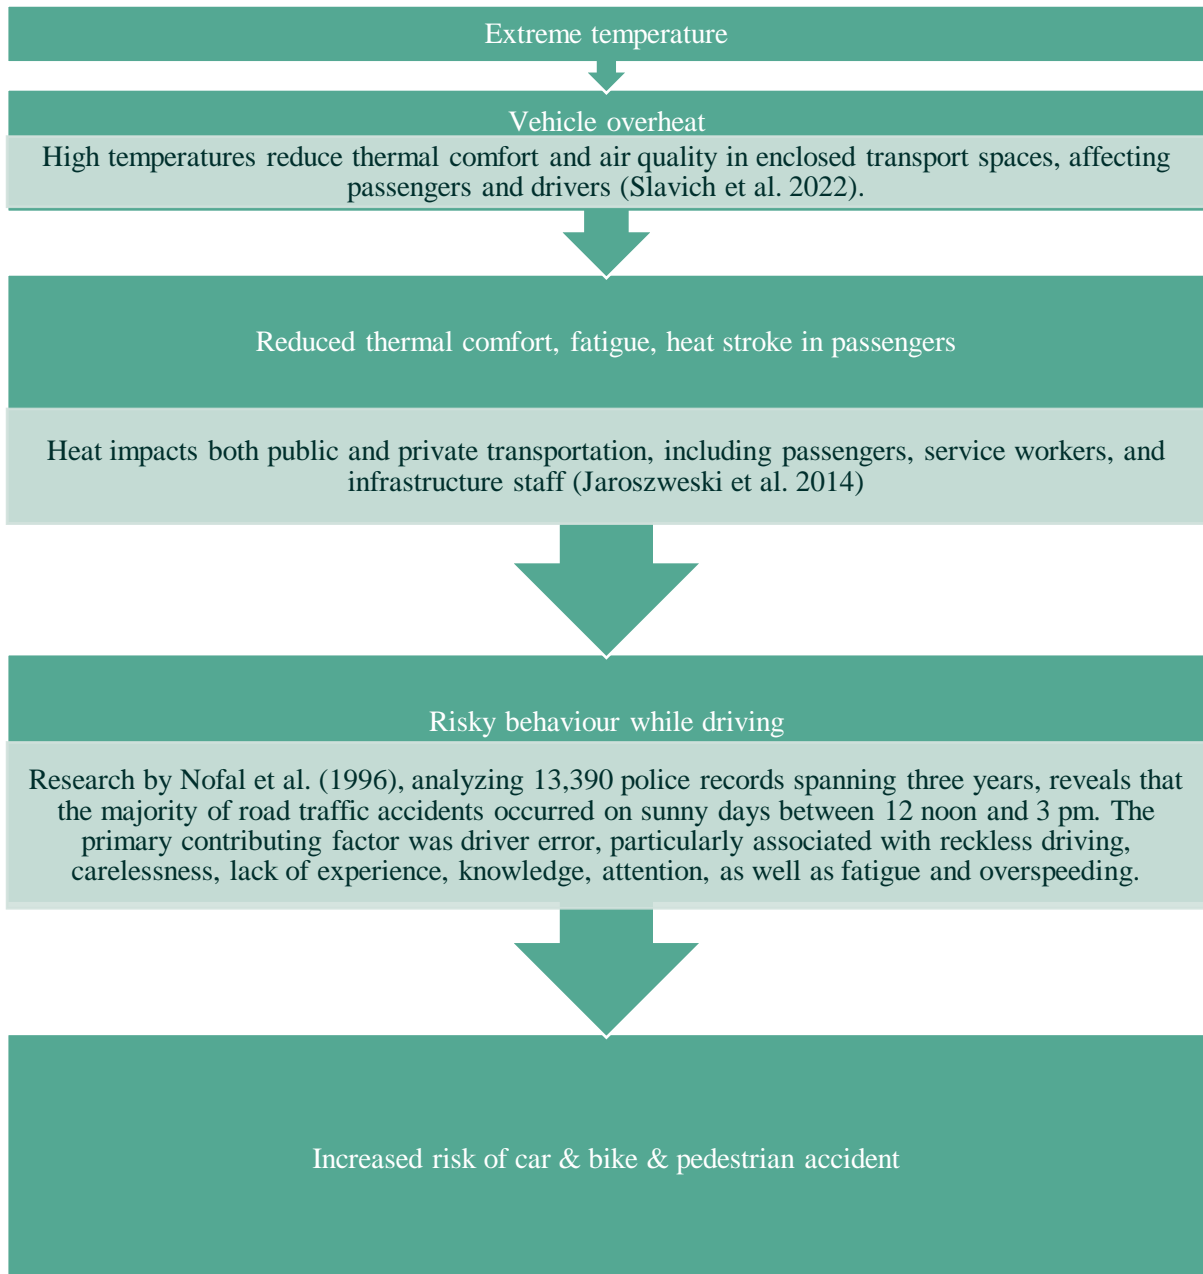 Extreme temperature
Vehicle overheat
High temperatures reduce thermal comfort and air quality in enclosed transport spaces, affecting
passengers and drivers (Slavich et al. 2022).
Reduced thermal comfort, fatigue, heat stroke in passengers
Heat impacts both public and private transportation, including passengers, service workers, and
infrastructure staff (Jaroszweski et al. 2014)
Risky behaviour while driving
Research by Nofal et al. (1996), analyzing 13,390 police records spanning three years, reveals that
the majority of road traffic accidents occurred on sunny days between 12 noon and 3 pm. The
primary contributing factor was driver error, particularly associated with reckless driving,
carelessness, lack of experience, knowledge, attention, as well as fatigue and overspeeding.
Increased risk of car & bike & pedestrian accident